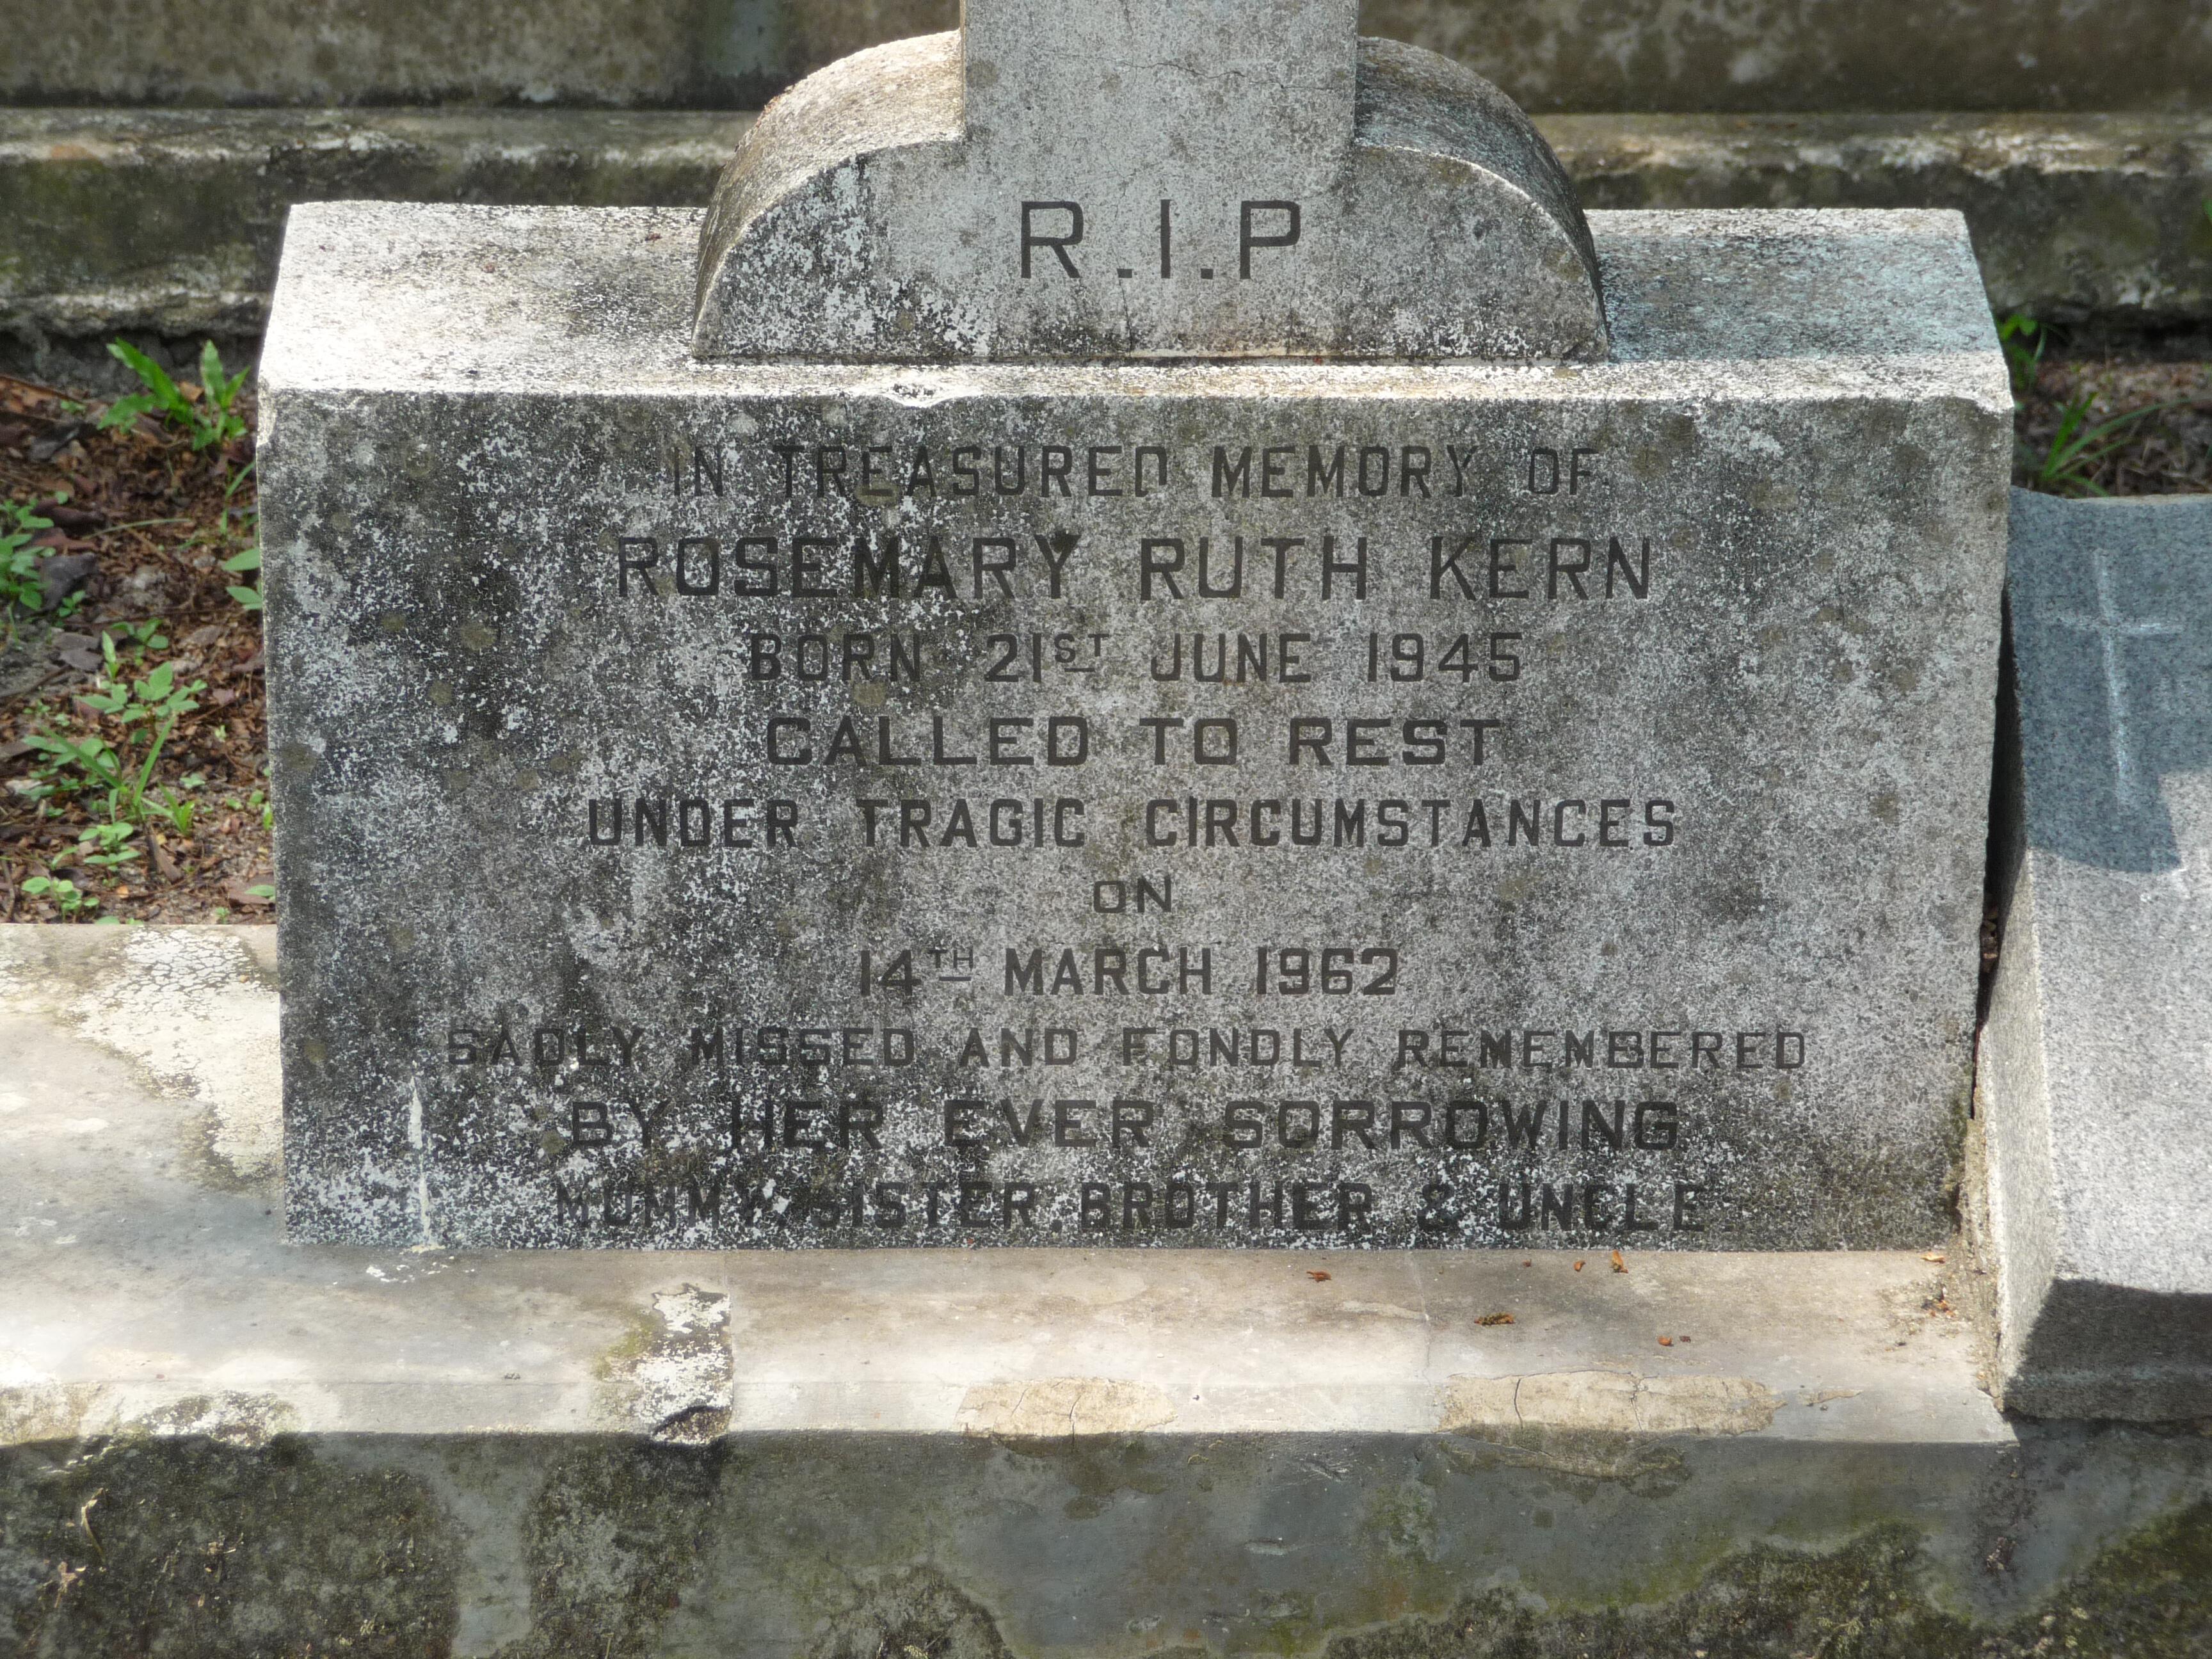 R.I.P
IN TREASURED MEMORY OF
ROSEMARY RUTH KERN
BORN 21ST JUNE 1945
CALLED TO REST
UNDER TRAGIC CIRCUMSTANCES
ON
14TH MARCH 1962
SADLY MISSED AND FONDLY REMEMBERED
BY HER EVER SORROWING
MUMMY, SISTER, BROTHER & UNCLE